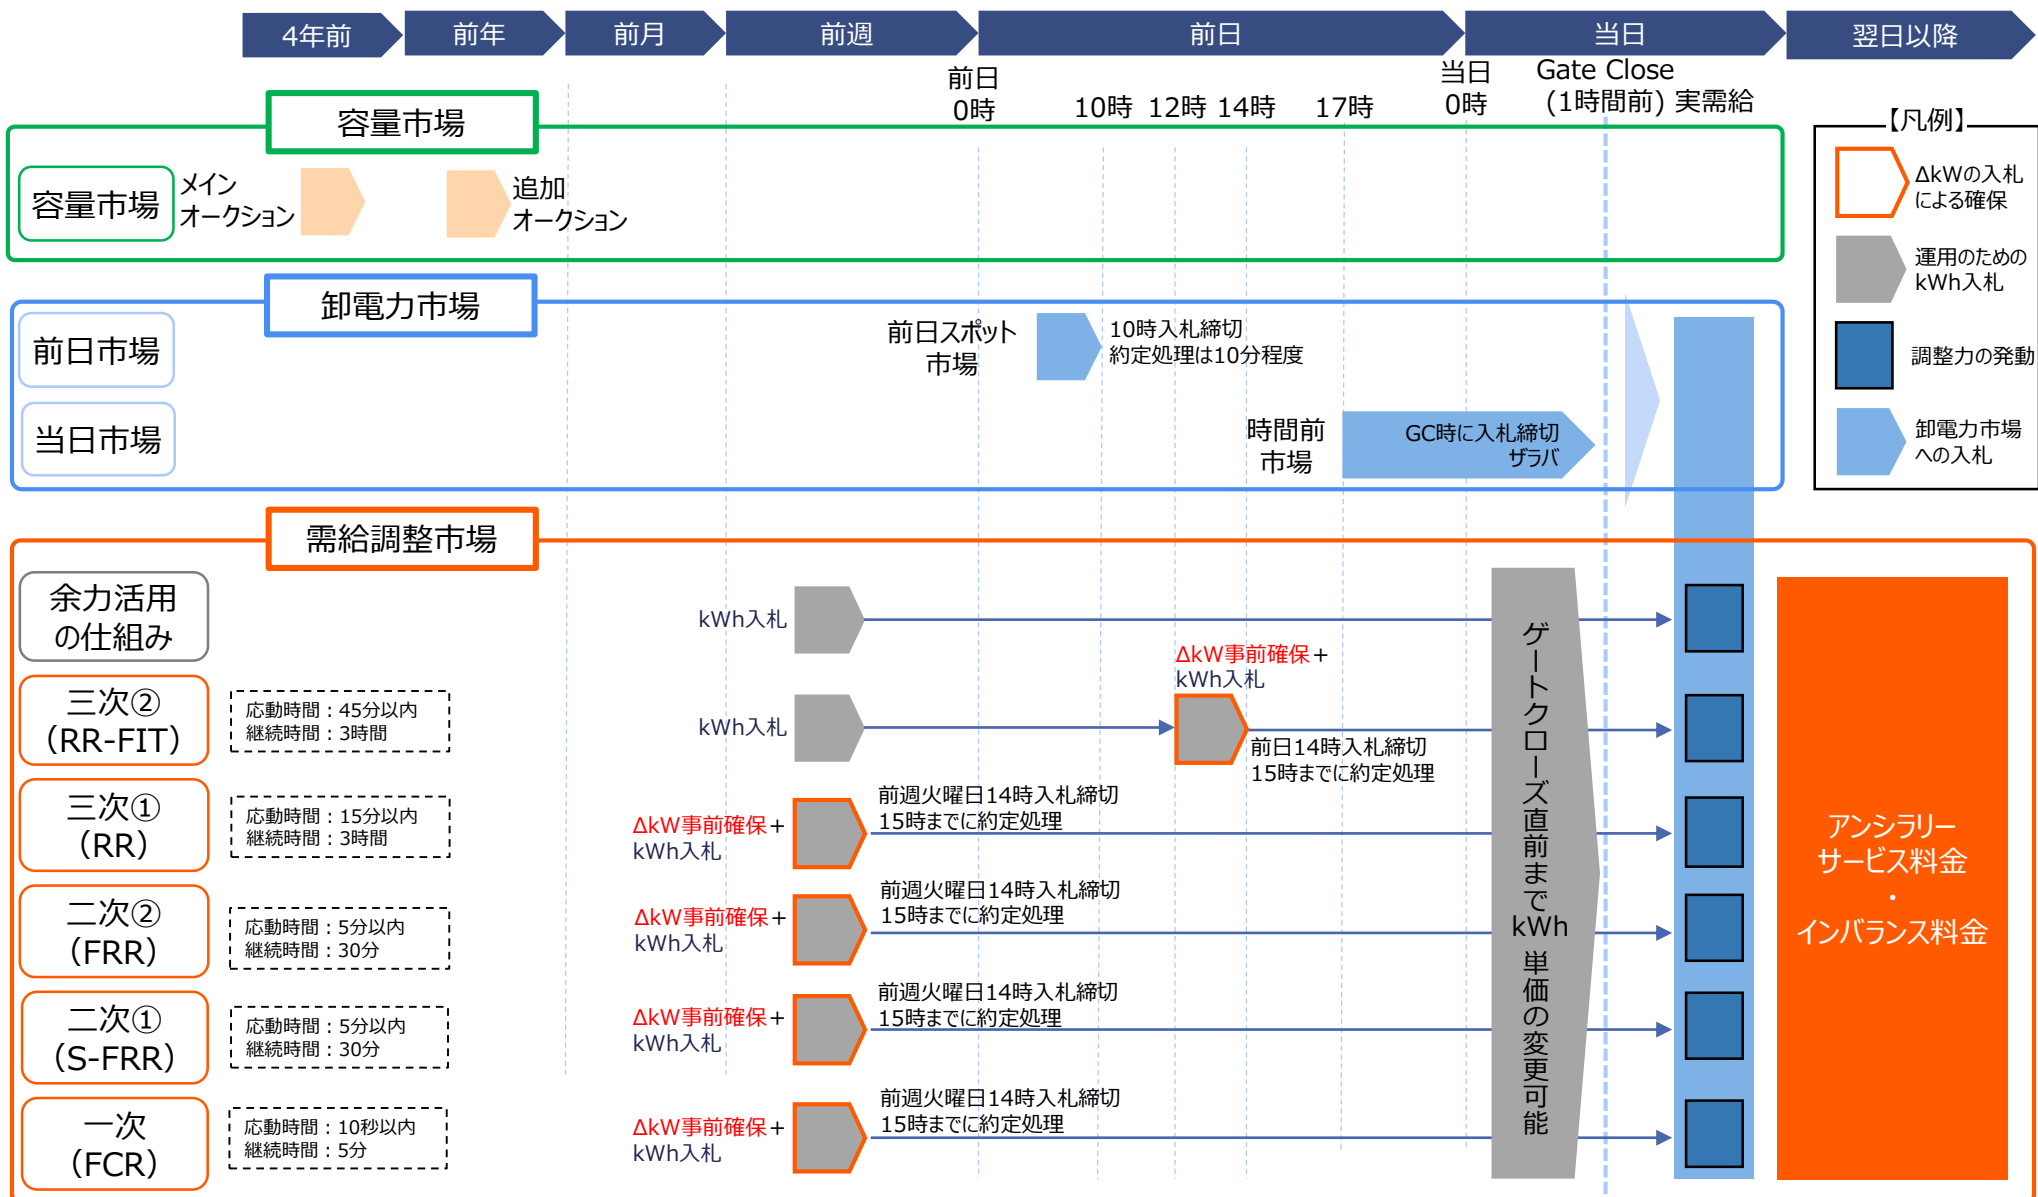 4年前
前年
前月
前週
前日
当日
翌日以降
前日
0時
10時
12時
14時
17時
当日
0時
Gate Close
(1時間前)
実需給
容量市場
容量市場
メイン
オークション
追加
オークション
【凡例】
ΔkWの入札
による確保
運用のための
kWh入札
調整力の発動
卸電力市場
への入札
卸電力市場
前日市場
前日スポット
市場
10時入札締切
約定処理は10分程度
当日市場
時間前
市場
GC時に入札締切
ザラバ
需給調整市場
余力活用
の仕組み
kWh入札
三次②
(RR-FIT)
応動時間：45分以内
継続時間：3時間
kWh入札
ΔkW事前確保+
kWh入札
前日14時入札締切
15時までに約定処理
三次①
(RR)
応動時間：15分以内
継続時間：3時間
ΔkW事前確保+
kWh入札
前週火曜日14時入札締切
15時までに約定処理
二次②
(FRR)
応動時間：5分以内
継続時間：30分
ΔkW事前確保+
kWh入札
前週火曜日14時入札締切
15時までに約定処理
二次①
(S-FRR)
応動時間：5分以内
継続時間：30分
ΔkW事前確保+
kWh入札
前週火曜日14時入札締切
15時までに約定処理
一次
(FCR)
応動時間：10秒以内
継続時間：5分
ΔkW事前確保+
kWh入札
前週火曜日14時入札締切
15時までに約定処理
ゲートクローズ直前までkWh単価の変更可能
アンシラリー
サービス料金
・
インバランス料金